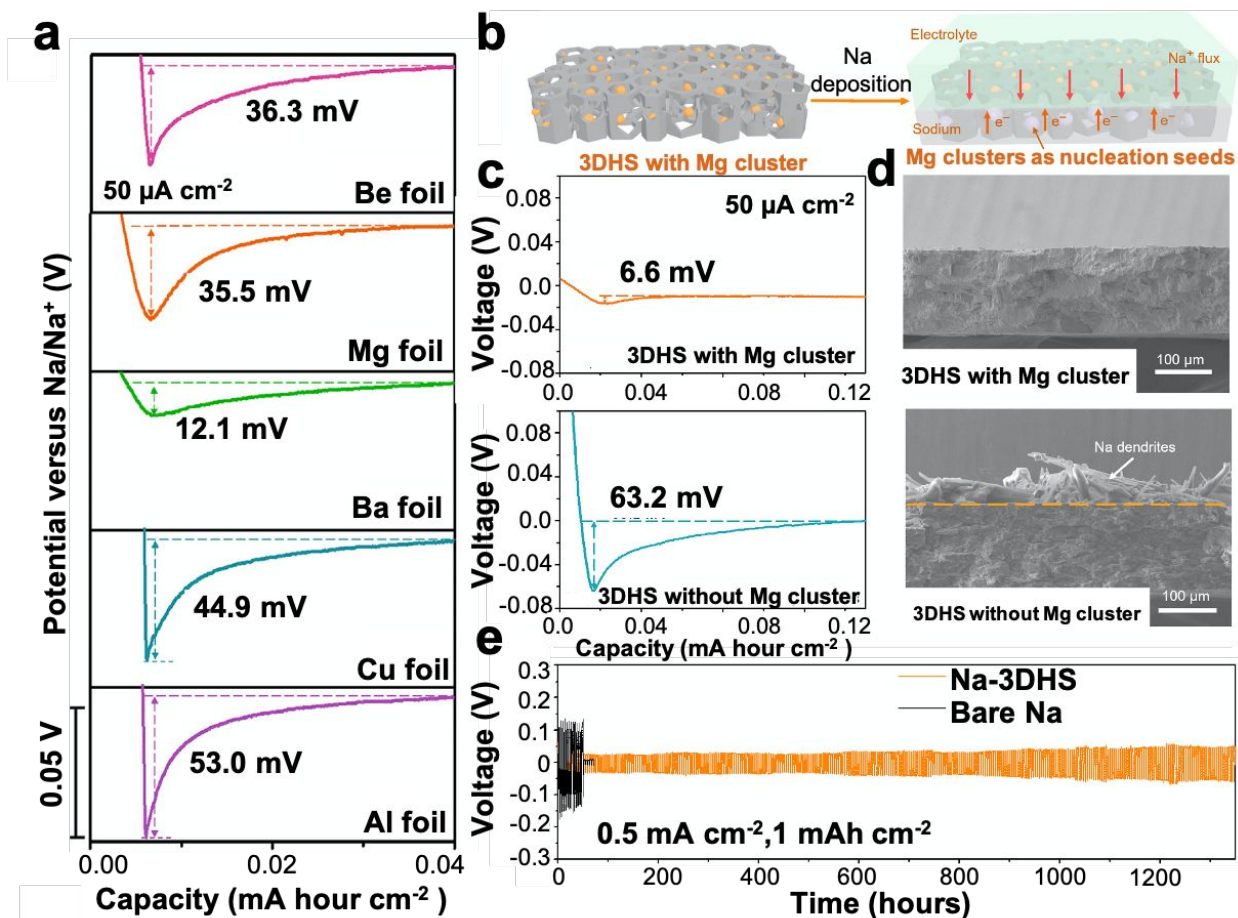 a
Potential versus Na/Na⁺ (V)
36.3 mV
50 μA cm⁻²
Be foil
35.5 mV
Mg foil
12.1 mV
Ba foil
44.9 mV
Cu foil
53.0 mV
Al foil
0.05 V
0.00
0.02
0.04
Capacity (mA hour cm⁻²)
b
Na
deposition
Electrolyte
Na⁺ flux
Sodium
e⁻
e⁻
e⁻
e⁻
3DHS with Mg cluster
Mg clusters as nucleation seeds
c
Voltage (V)
0.08
0.04
0.0
-0.04
-0.08
50 μA cm⁻²
6.6 mV
3DHS with Mg cluster
0.0
0.04
0.08
0.12
Voltage (V)
0.08
0.04
0.0
-0.04
-0.08
63.2 mV
3DHS without Mg cluster
0.0
0.04
0.08
0.12
Capacity (mA hour cm⁻²)
d
3DHS with Mg cluster
100 μm
Na dendrites
3DHS without Mg cluster
100 μm
e
Voltage (V)
0.3
0.2
0.1
0
-0.1
-0.2
-0.3
Na-3DHS
Bare Na
0.5 mA cm⁻²,1 mAh cm⁻²
0
200
400
600
800
1000
1200
Time (hours)